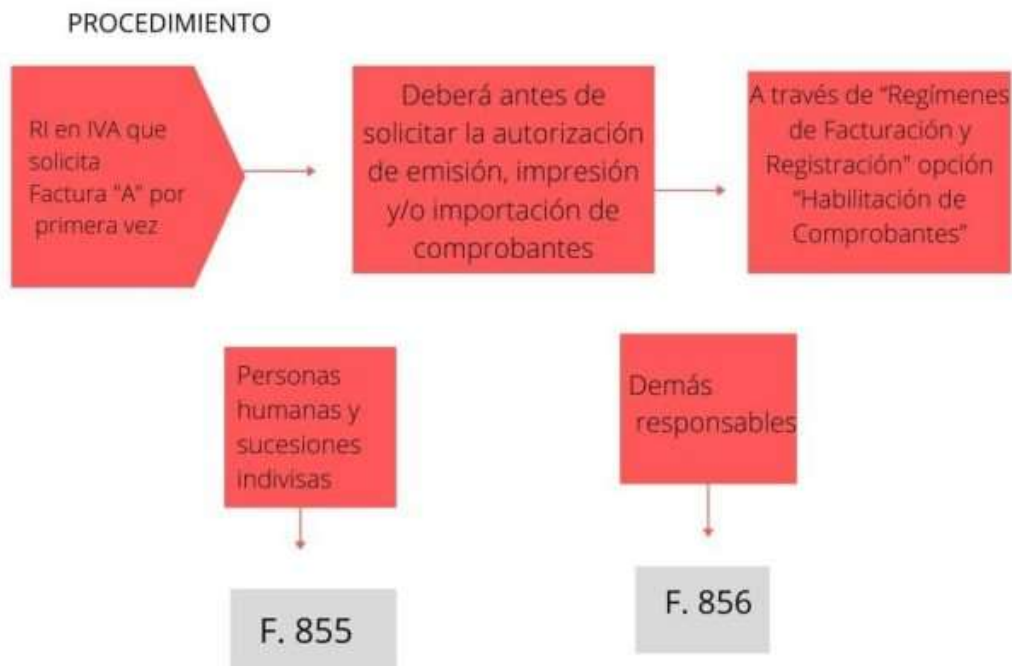 PROCEDIMIENTO
RI en IVA que
solicita
Factura "A" por
primera vez
Deberá antes de
solicitar la autorización
de emisión, impresión
y/o importación de
comprobantes
A través de "Regímenes
de Facturación y
Registración" opción
"Habilitación de
Comprobantes"
Personas
humanas y
sucesiones
indivisas
Demás
responsables
F. 855
F. 856